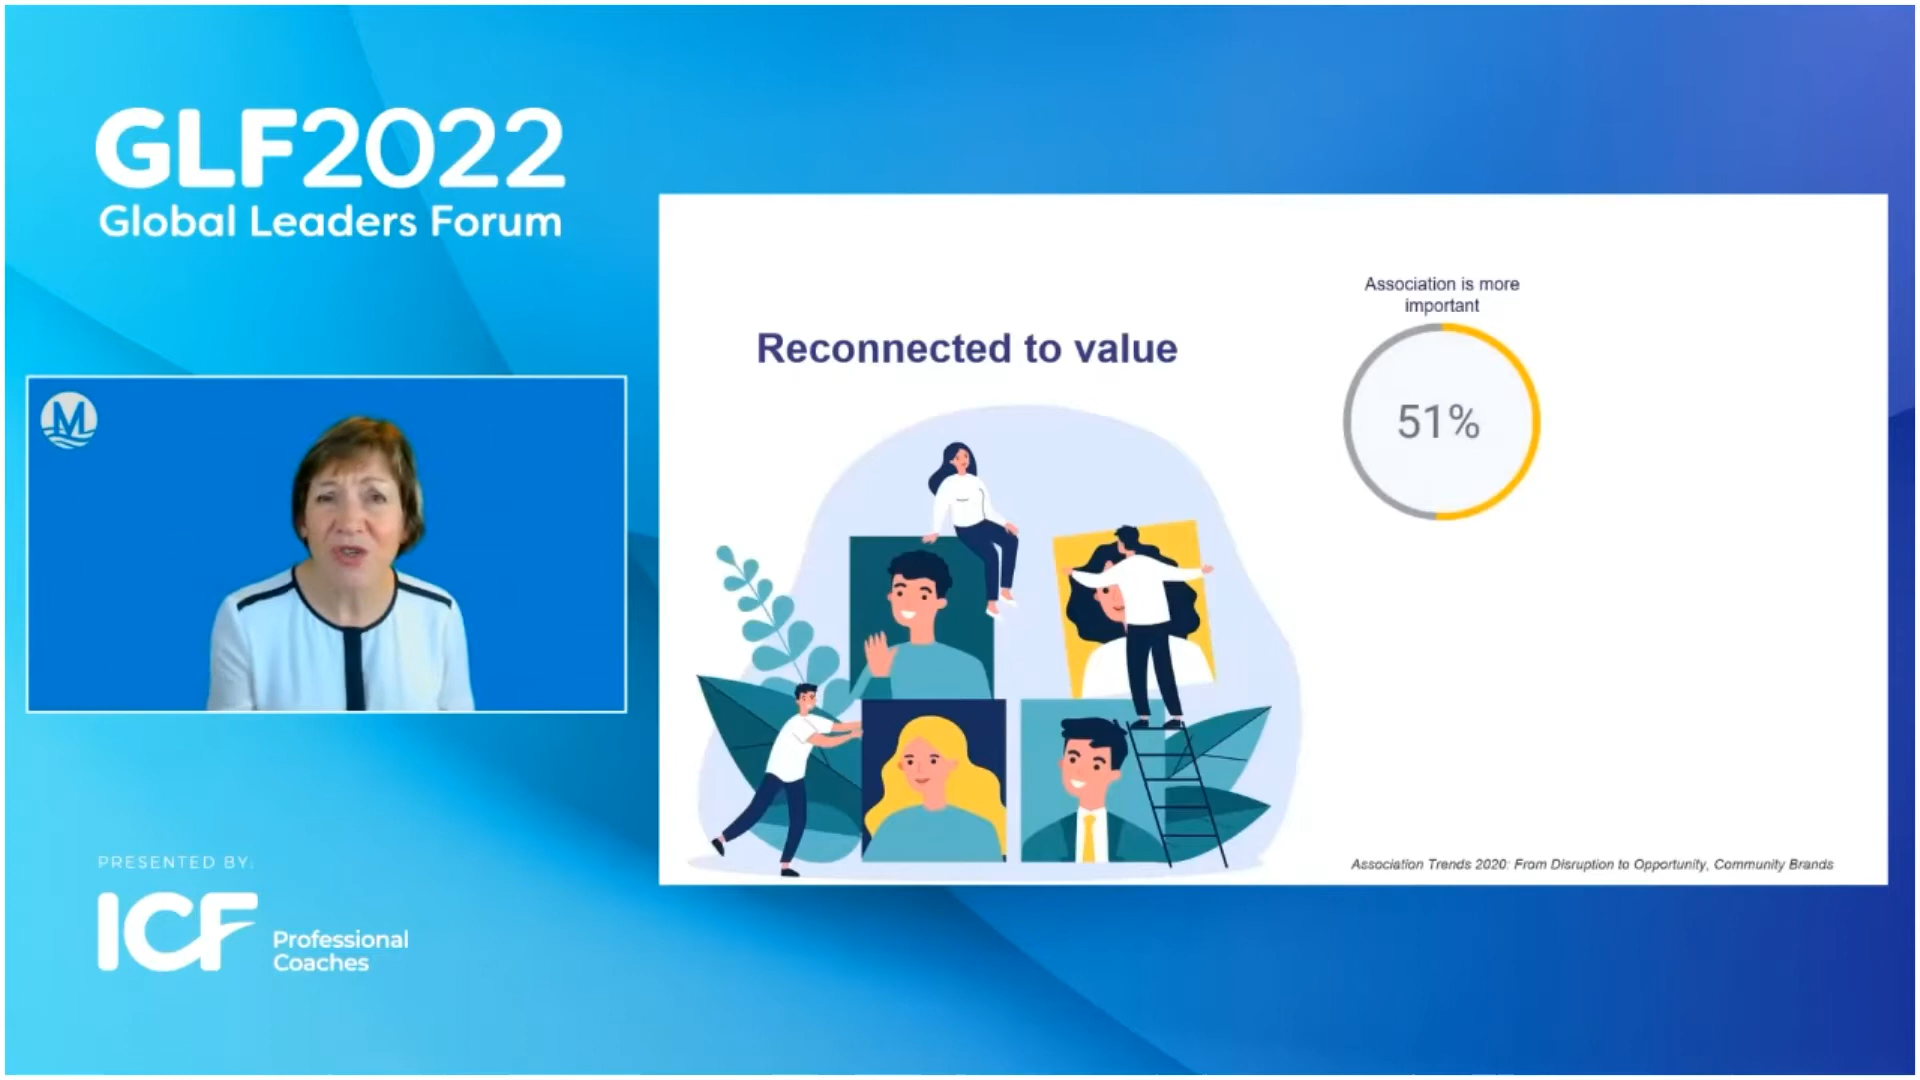 GLF2022
Global Leaders Forum
M
PRESENTED BY:
ICF
Professional
Coaches
Reconnected to value
Association is more
important
51%
Association Trends 2020: From Disruption to Opportunity, Community Brands